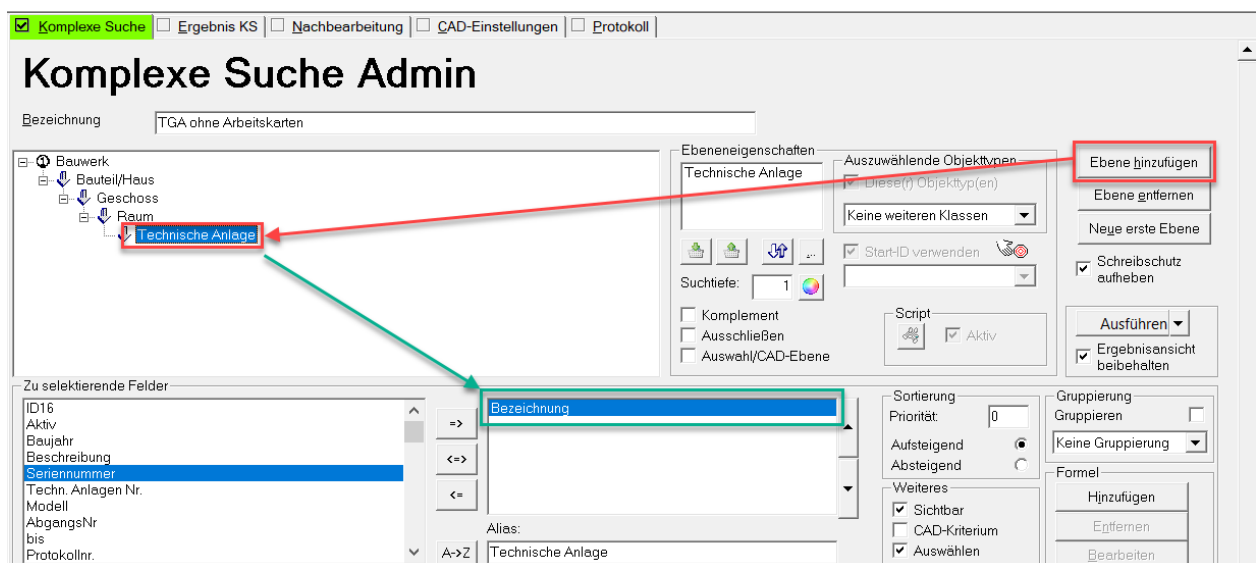 Komplexe Suche
Ergebnis KS
Nachbearbeitung
CAD-Einstellungen
Protokoll
Komplexe Suche Admin
Bezeichnung
TGA ohne Arbeitskarten
Bauwerk
Bauteil/Haus
Geschoss
Raum
Technische Anlage
Ebeneneigenschaften
Technische Anlage
Auszuwählende Objekttypen
Diese(r) Objekttyp(en)
Keine weiteren Klassen
...
Start-ID verwenden
Suchtiefe:
1
Komplement
Ausschließen
Auswahl/CAD-Ebene
Script
Aktiv
Ebene hinzufügen
Ebene entfernen
Neue erste Ebene
Schreibschutz
aufheben
Ausführen
Ergebnisansicht
beibehalten
Zu selektierende Felder
ID16
Aktiv
Baujahr
Beschreibung
Seriennummer
Techn. Anlagen Nr.
Modell
AbgangsNr
bis
Protokollnr.
=>
<=>
<=
A->Z
Bezeichnung
Alias:
Technische Anlage
Sortierung
Priorität:
0
Aufsteigend
Absteigend
Weiteres
Sichtbar
CAD-Kriterium
Auswählen
Gruppierung
Gruppieren
Keine Gruppierung
Formel
Hinzufügen
Entfernen
Bearbeiten